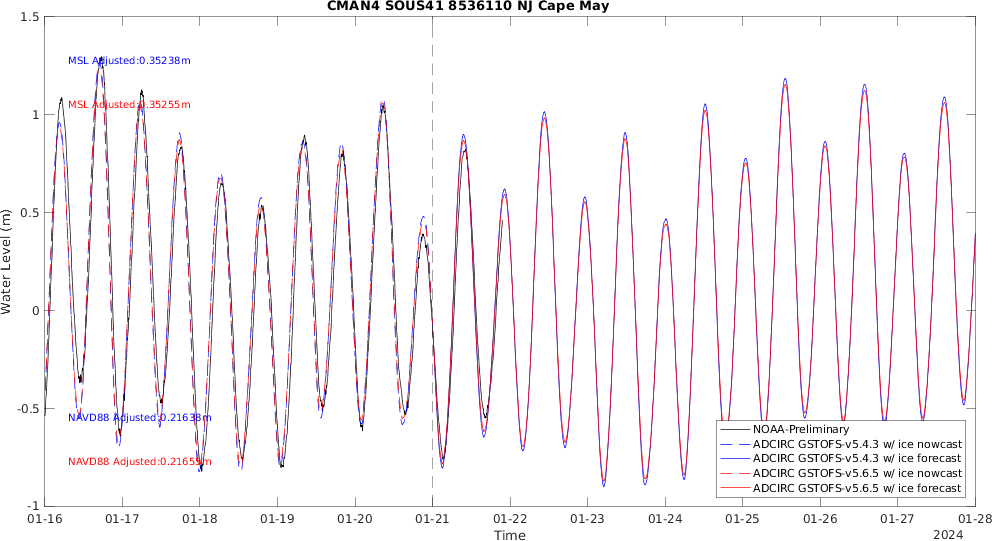 CMAN4 SOUS41 8536110 NJ Cape May
1.5
1
0.5
0
-0.5
-1
Water Level (m)
MSL Adjusted:0.35238m
MSL Adjusted:0.35255m
NAVD88 Adjusted:0.21638m
NAVD88 Adjusted:0.21655m
NOAA-Preliminary
ADCIRC GSTOFS-v5.4.3 w/ ice nowcast
ADCIRC GSTOFS-v5.4.3 w/ ice forecast
ADCIRC GSTOFS-v5.6.5 w/ ice nowcast
ADCIRC GSTOFS-v5.6.5 w/ ice forecast
01-16 01-17 01-18 01-19 01-20 01-21 01-22 01-23 01-24 01-25 01-26 01-27 01-28
Time
2024